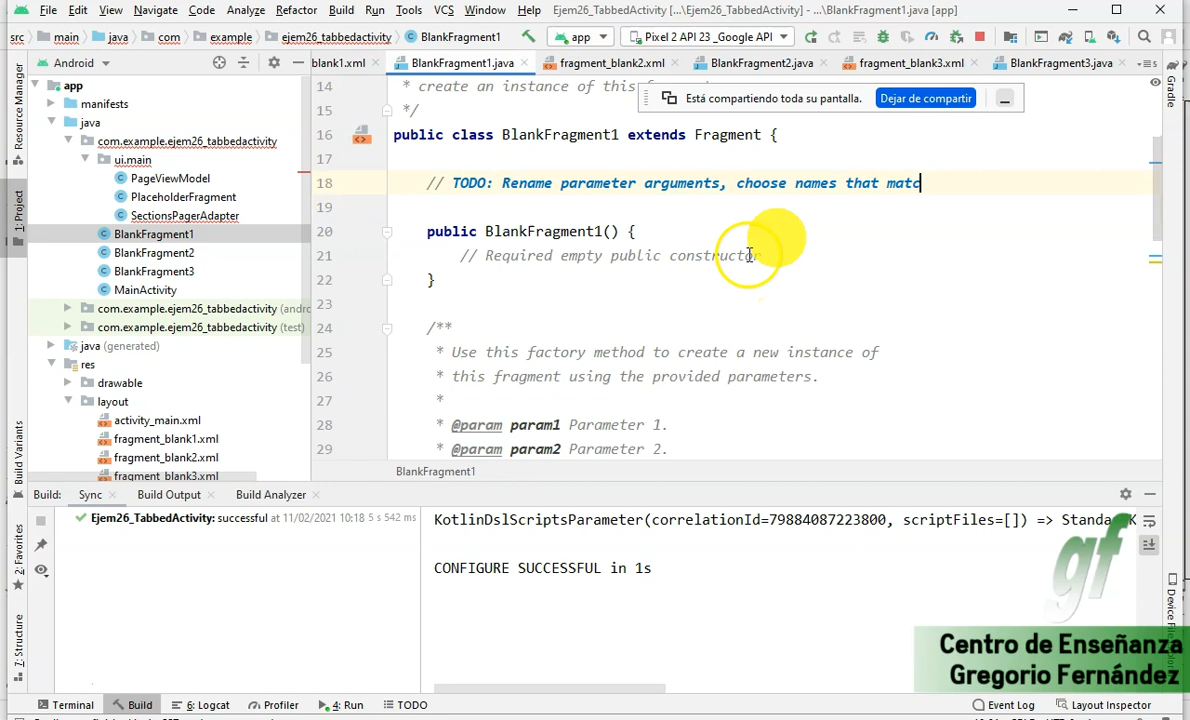 File Edit View Navigate Code Analyze Refactor Build Run Tools VCS Window Help Ejem26_TabbedActivity [...\Ejem26_TabbedActivity] - ...\BlankFragment1.java [app]
src main java com example ejem26_tabbedactivity BlankFragment1 app Pixel 2 API 23 _Google API
Android
blank1.xml BlankFragment1.java fragment_blank2.xml BlankFragment2.java fragment_blank3.xml BlankFragment3.java
Está compartiendo toda su pantalla. Dejar de compartir
app
manifests
java
com.example.ejem26_tabbedactivity
ui.main
PageViewModel
PlaceholderFragment
SectionsPagerAdapter
BlankFragment1
BlankFragment2
BlankFragment3
MainActivity
com.example.ejem26_tabbedactivity (andro
com.example.ejem26_tabbedactivity (test)
java (generated)
res
drawable
layout
activity_main.xml
fragment_blank1.xml
fragment_blank2.xml
fragment_blank3.xml
14 * create an instance of this
15 */
16 public class BlankFragment1 extends Fragment {
17
18 // TODO: Rename parameter arguments, choose names that matc
19
20 public BlankFragment1() {
21 // Required empty public constructor
22 }
23
24 /**
25 * Use this factory method to create a new instance of
26 * this fragment using the provided parameters.
27 *
28 * @param param1 Parameter 1.
29 * @param param2 Parameter 2.
BlankFragment1
Resource Manager
1: Project
Build Variants
2: Favorites
7: Structure
Gradle
Build: Sync Build Output Build Analyzer
Ejem26_TabbedActivity: successful at 11/02/2021 10:18 5 s 542 ms
KotlinDslScriptsParameter(correlationId=79884087223800, scriptFiles=[]) => Standa K
CONFIGURE SUCCESSFUL in 1s
gf
Centro de Enseñanza
Gregorio Fernández
Terminal Build 6: Logcat Profiler 4: Run TODO Event Log Layout Inspector